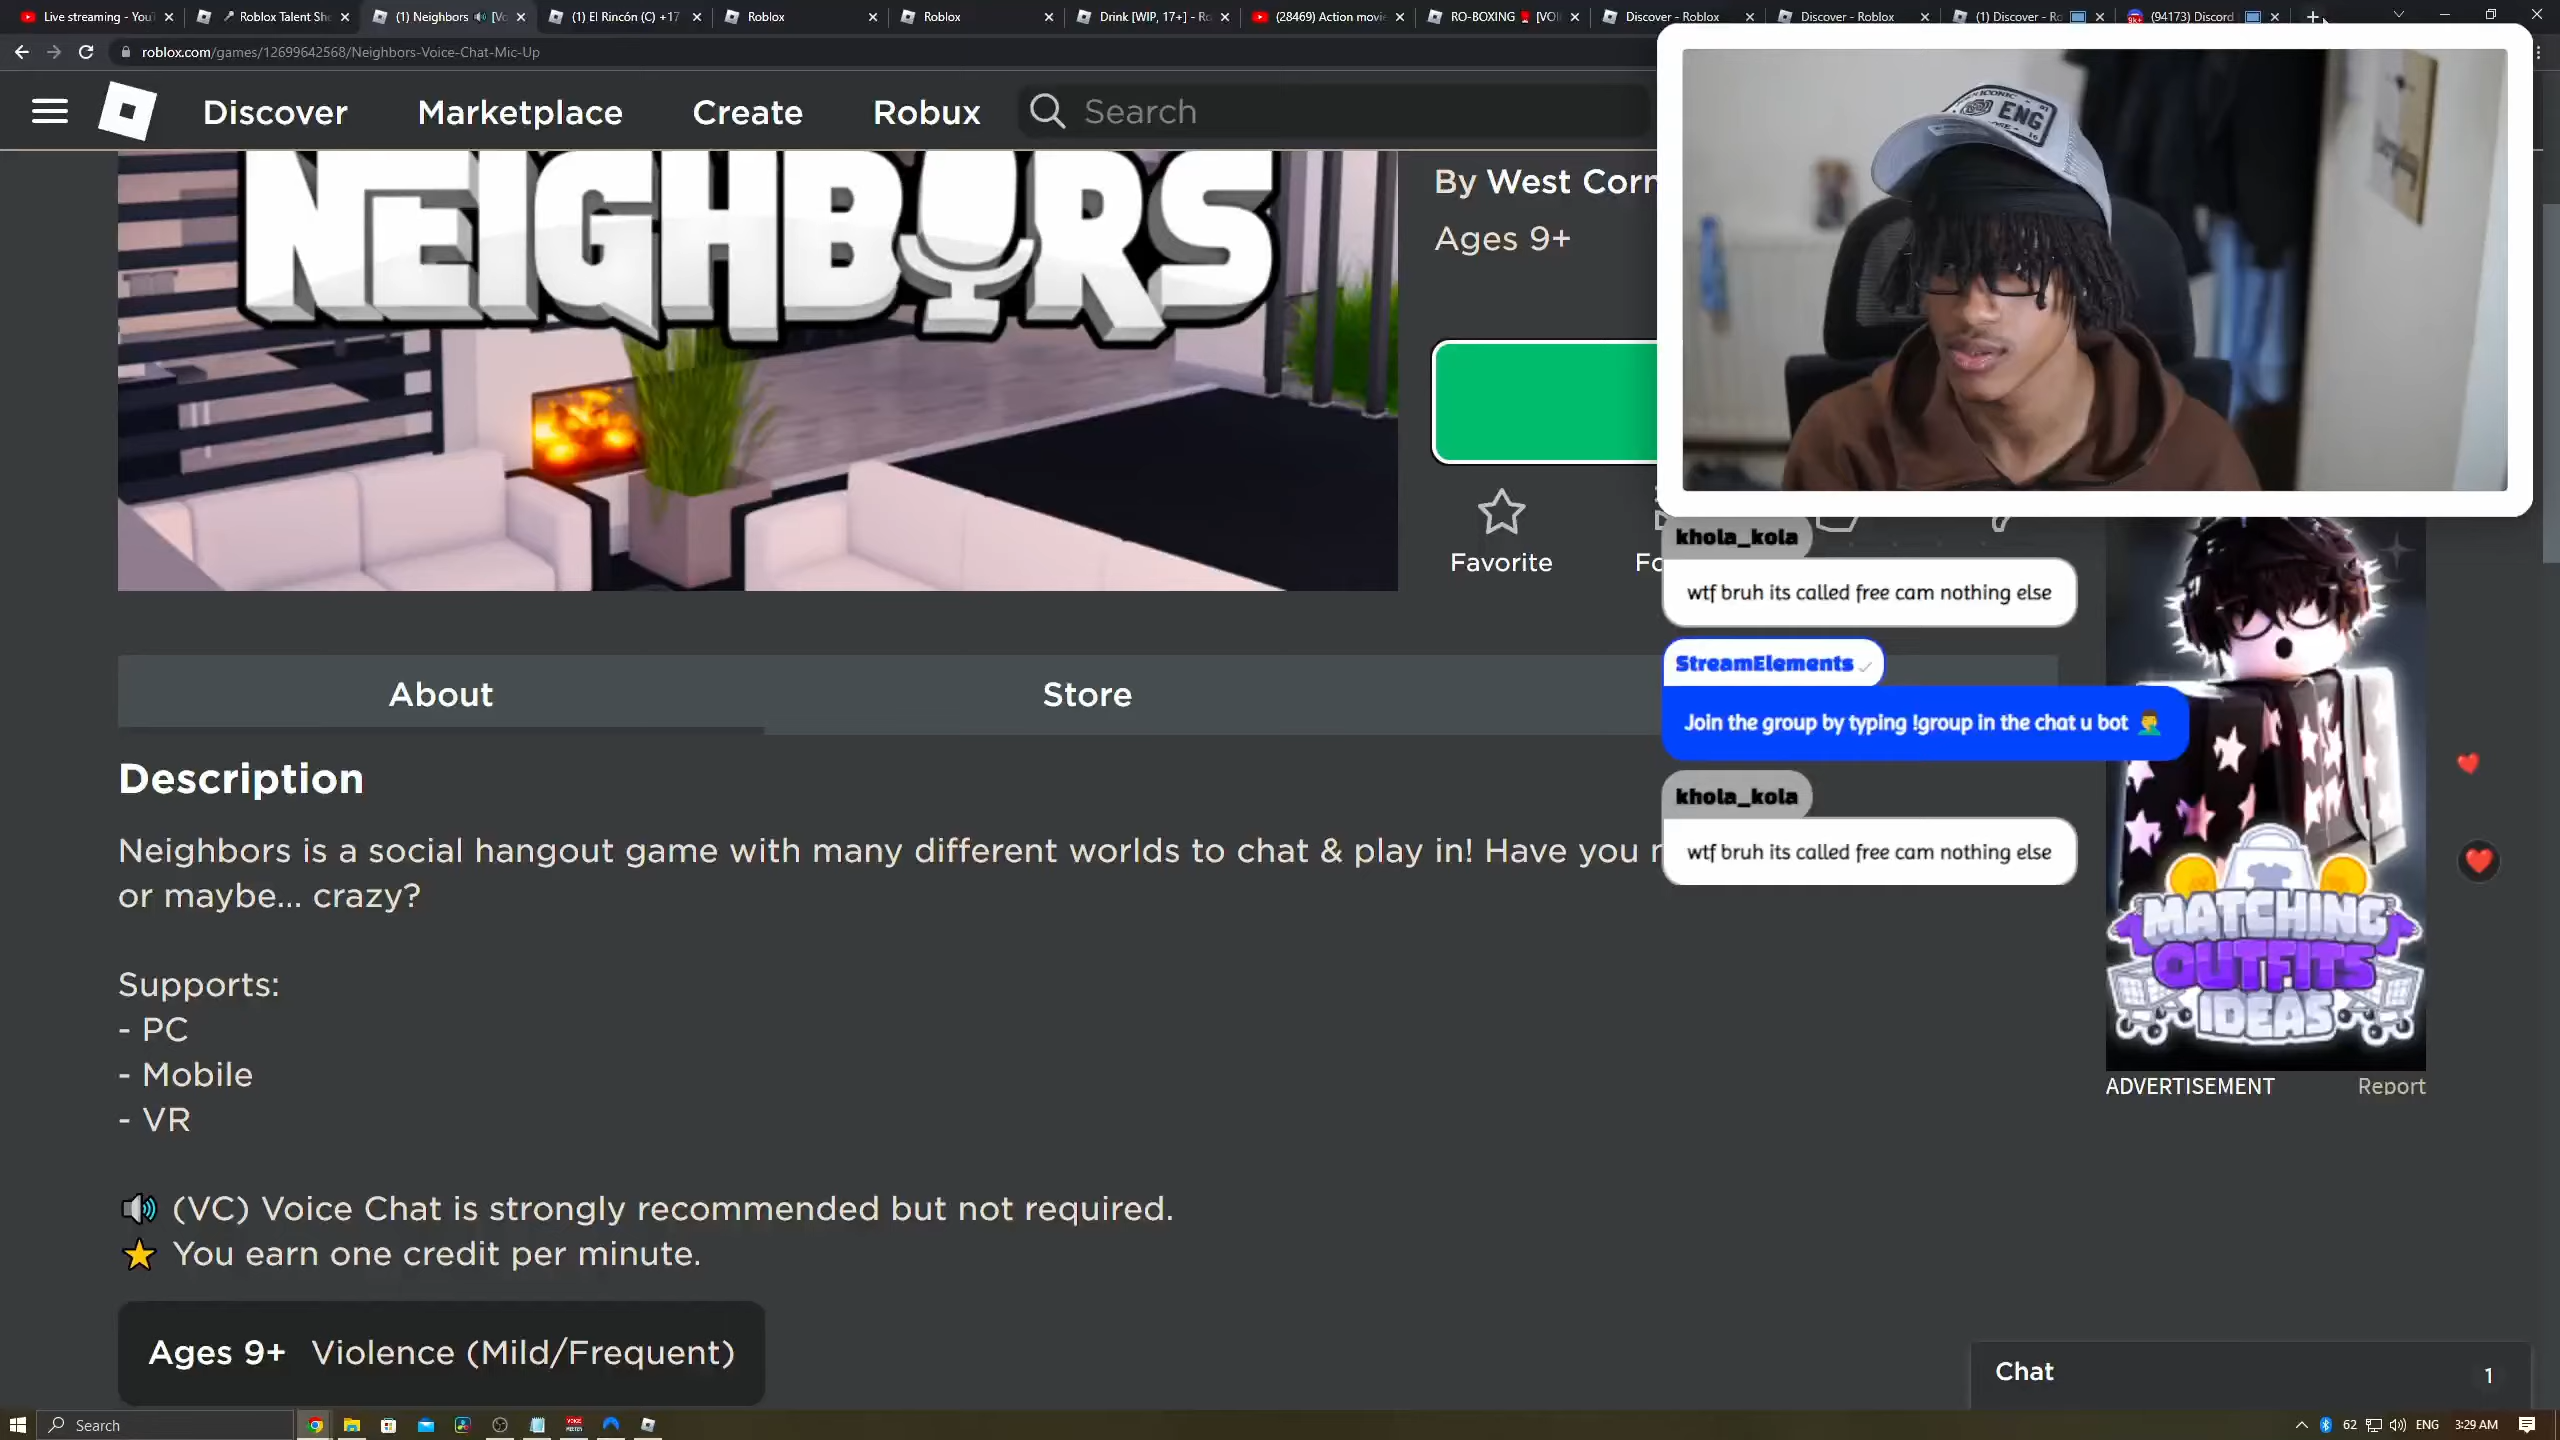 Live streaming - You
Roblox Talent Sh
(1) Neighbors 🔊 [Vo
(1) El Rincón (C) +17
Roblox
Roblox
Drink [WIP, 17+] - Ro
(28469) Action movie
RO-BOXING 🥊 [VOI
Discover - Roblox
Discover - Roblox
(1) Discover - Ro
(94173) Discord
roblox.com/games/12699642568/Neighbors-Voice-Chat-Mic-Up
Discover Marketplace Create Robux Search
ENG
NEIGHBORS
By West Corn
Ages 9+
Favorite Fo
khola_kola
wtf bruh its called free cam nothing else
StreamElements
Join the group by typing !group in the chat u bot 🤦‍♂️
khola_kola
wtf bruh its called free cam nothing else
About Store
Description
Neighbors is a social hangout game with many different worlds to chat & play in! Have you
or maybe... crazy?
Supports:
- PC
- Mobile
- VR
🔊 (VC) Voice Chat is strongly recommended but not required.
⭐ You earn one credit per minute.
Ages 9+ Violence (Mild/Frequent)
MATCHING
OUTFITS
IDEAS
ADVERTISEMENT Report
Chat 1
Search
62 ENG 3:29 AM